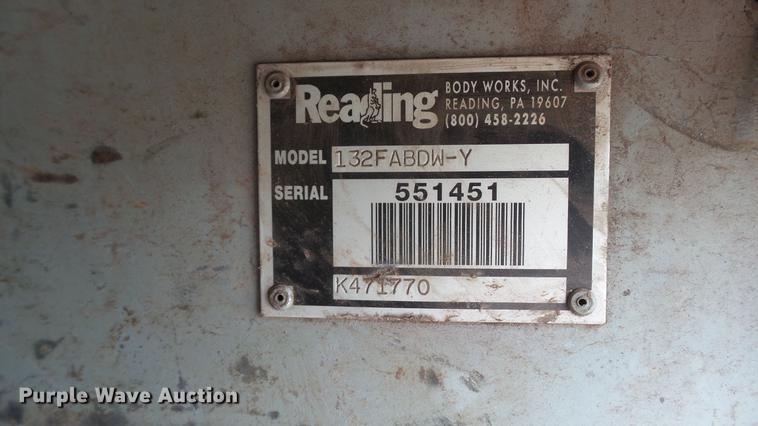 Reading
BODY WORKS, INC.
READING, PA 19607
(800) 458-2226
MODEL 132FABDW-Y
SERIAL 551451
K471770
Purple Wave Auction